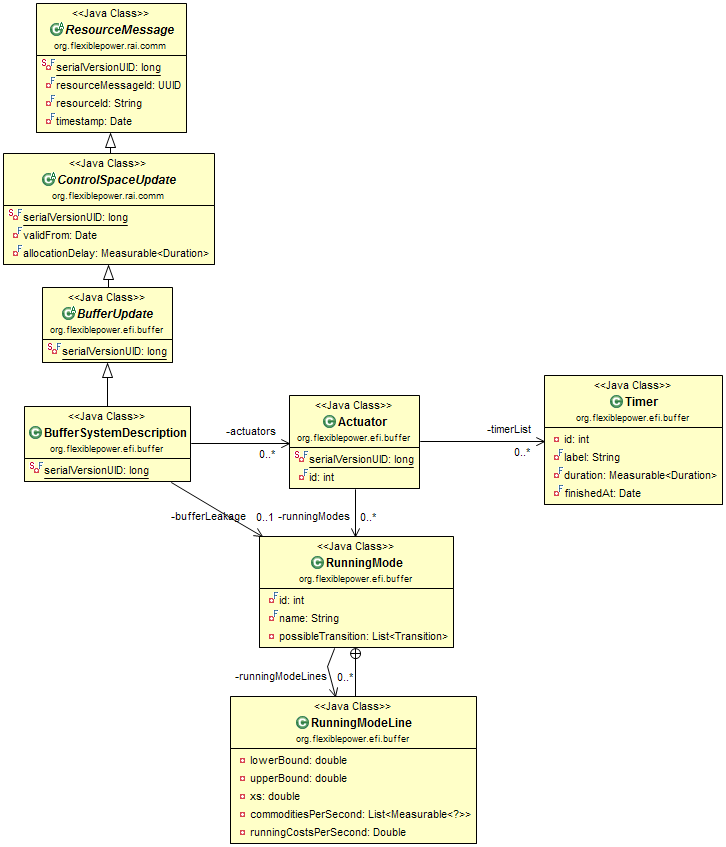 <<Java Class>>
ResourceMessage
org.flexiblepower.rai.comm
serialVersionUID: long
resourceMessageId: UUID
resourceId: String
timestamp: Date
<<Java Class>>
ControlSpaceUpdate
org.flexiblepower.rai.comm
serialVersionUID: long
validFrom: Date
allocationDelay: Measurable<Duration>
<<Java Class>>
BufferUpdate
org.flexiblepower.efi.buffer
serialVersionUID: long
<<Java Class>>
BufferSystemDescription
org.flexiblepower.efi.buffer
serialVersionUID: long
-actuators
0..*
<<Java Class>>
Actuator
org.flexiblepower.efi.buffer
serialVersionUID: long
id: int
-timerList
0..*
<<Java Class>>
Timer
org.flexiblepower.efi.buffer
id: int
label: String
duration: Measurable<Duration>
finishedAt: Date
-bufferLeakage 0..1
-runningModes 0..*
<<Java Class>>
RunningMode
org.flexiblepower.efi.buffer
id: int
name: String
possibleTransition: List<Transition>
-runningModeLines 0..*
<<Java Class>>
RunningModeLine
org.flexiblepower.efi.buffer
lowerBound: double
upperBound: double
xs: double
commoditiesPerSecond: List<Measurable<?>>
runningCostsPerSecond: Double